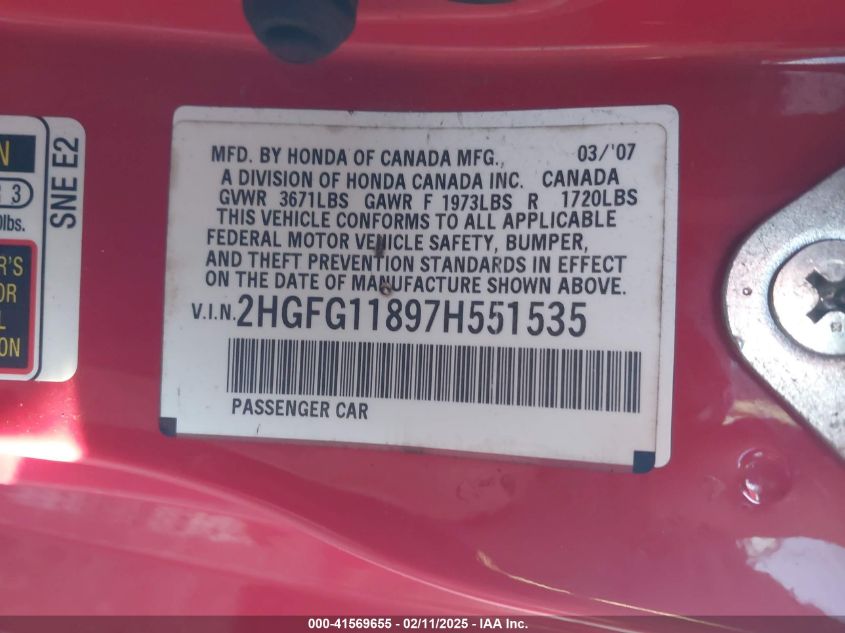 MFD. BY HONDA OF CANADA MFG., 03/'07
A DIVISION OF HONDA CANADA INC. CANADA
GVWR 3671LBS GAWR F 1973LBS R 1720LBS
THIS VEHICLE CONFORMS TO ALL APPLICABLE
FEDERAL MOTOR VEHICLE SAFETY, BUMPER,
AND THEFT PREVENTION STANDARDS IN EFFECT
ON THE DATE OF MANUFACTURE SHOWN ABOVE.
V.I.N. 2HGFG11897H551535
PASSENGER CAR
SNE E2
3
lbs.
000-41569655 - 02/11/2025 - IAA Inc.